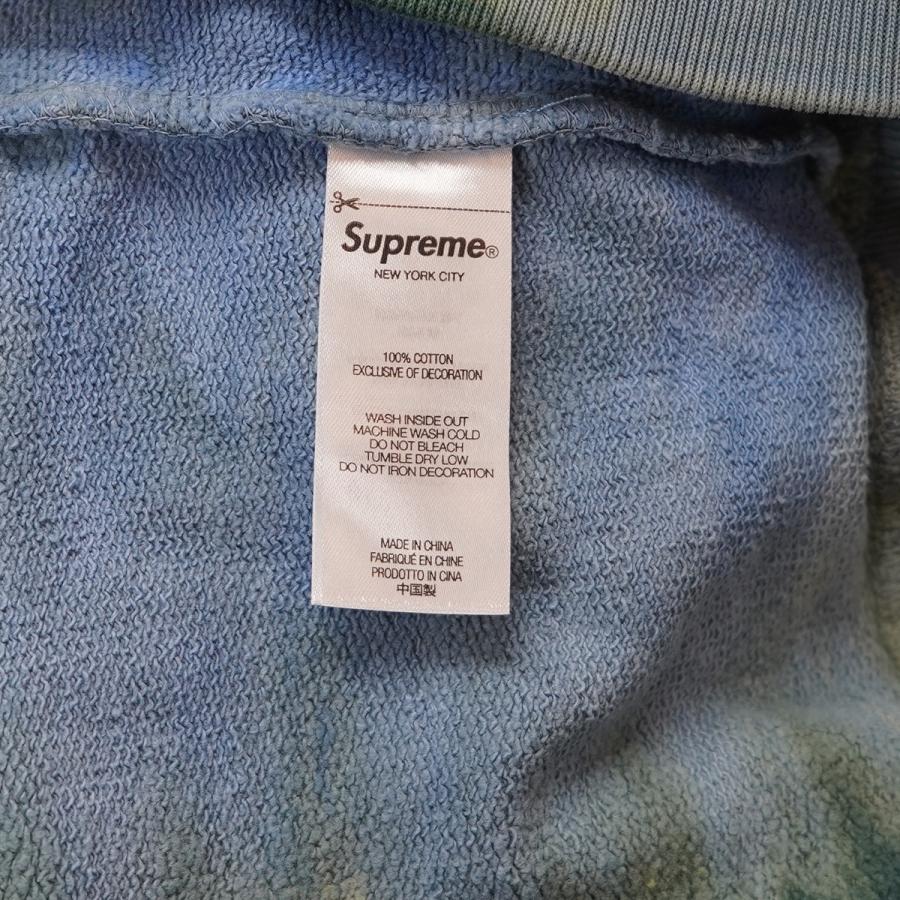 Supreme®
NEW YORK CITY
100% COTTON
EXCLUSIVE OF DECORATION
WASH INSIDE OUT
MACHINE WASH COLD
DO NOT BLEACH
TUMBLE DRY LOW
DO NOT IRON DECORATION
MADE IN CHINA
FABRIQUÉ EN CHINE
PRODOTTO IN CINA
中国製